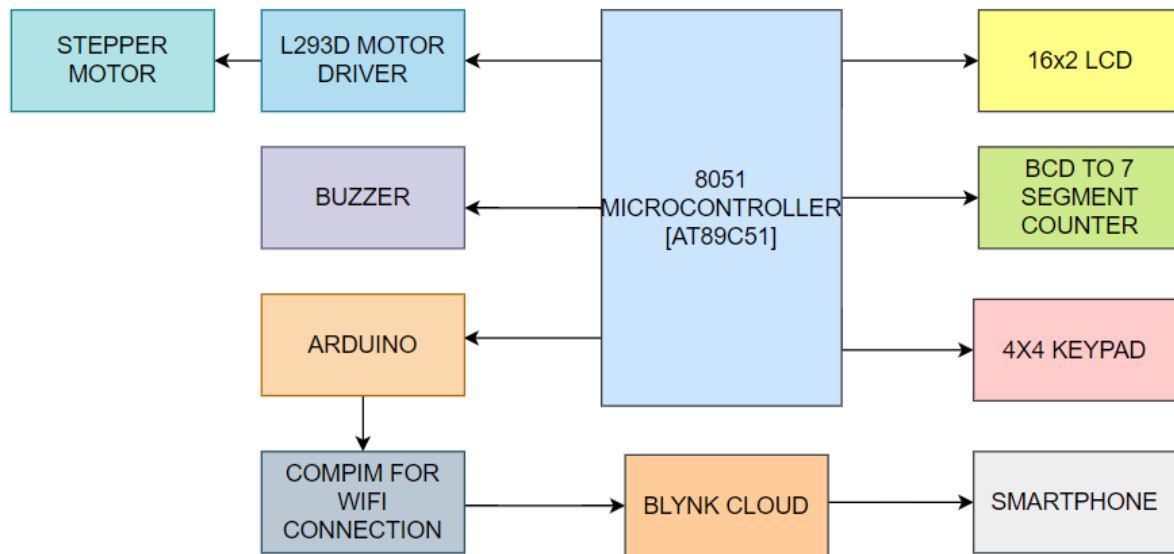 STEPPER
MOTOR
L293D MOTOR
DRIVER
8051
MICROCONTROLLER
[AT89C51]
16x2 LCD
BUZZER
BCD TO 7
SEGMENT
COUNTER
ARDUINO
4X4 KEYPAD
COMPIM FOR
WIFI
CONNECTION
BLYNK CLOUD
SMARTPHONE